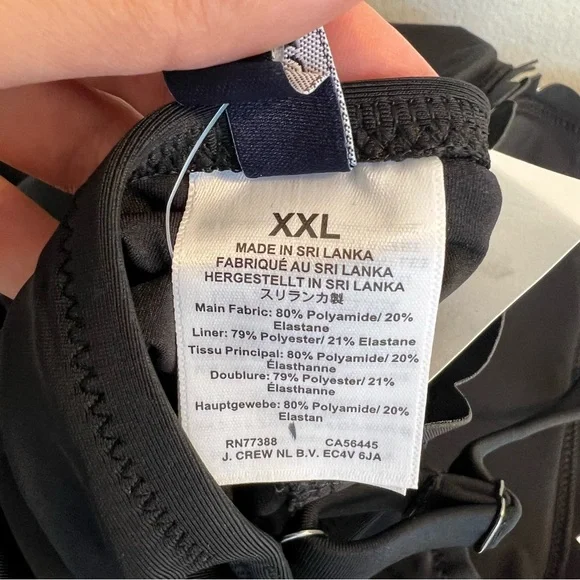 XXL
MADE IN SRI LANKA
FABRIQUÉ AU SRI LANKA
HERGESTELLT IN SRI LANKA
スリランカ製
Main Fabric: 80% Polyamide/ 20%
Elastane
Liner: 79% Polyester/ 21% Elastane
Tissu Principal: 80% Polyamide/ 20%
Élasthanne
Doublure: 79% Polyester/ 21%
Élasthanne
Hauptgewebe: 80% Polyamide/ 20%
Elastan
RN77388 CA56445
J. CREW NL B.V. EC4V 6JA